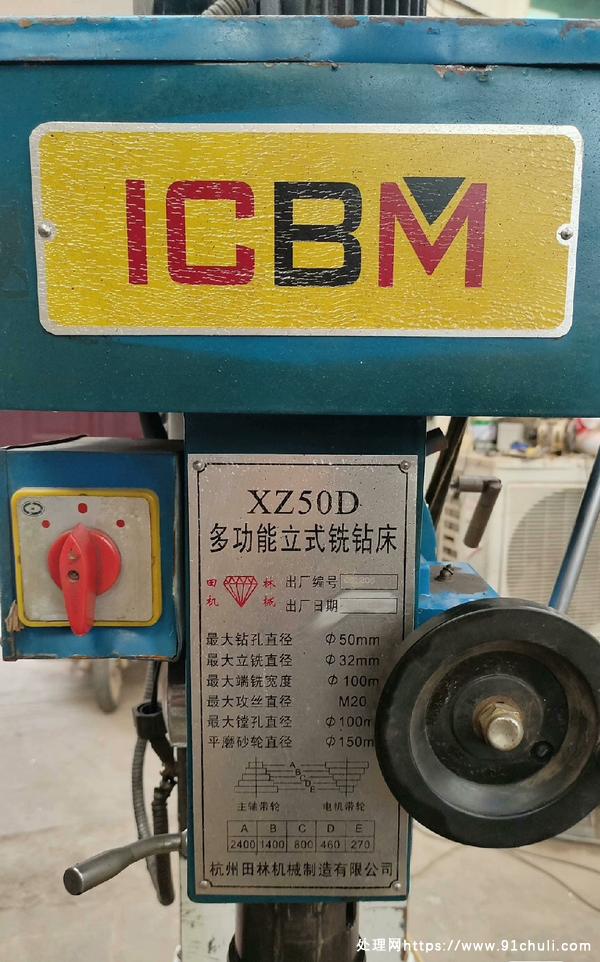 ICBM
XZ50D
多功能立式铣钻床
田林
机械
出厂编号
出厂日期
最大钻孔直径 Φ50mm
最大立铣直径 Φ32mm
最大端铣宽度 Φ100m
最大攻丝直径 M20
最大镗孔直径 Φ100m
平磨砂轮直径 Φ150m
A
B
C
D
E
主轴带轮 电机带轮
A B C D E
2400 1400 800 460 270
杭州田林机械制造有限公司
处理网https://www.91chuli.com